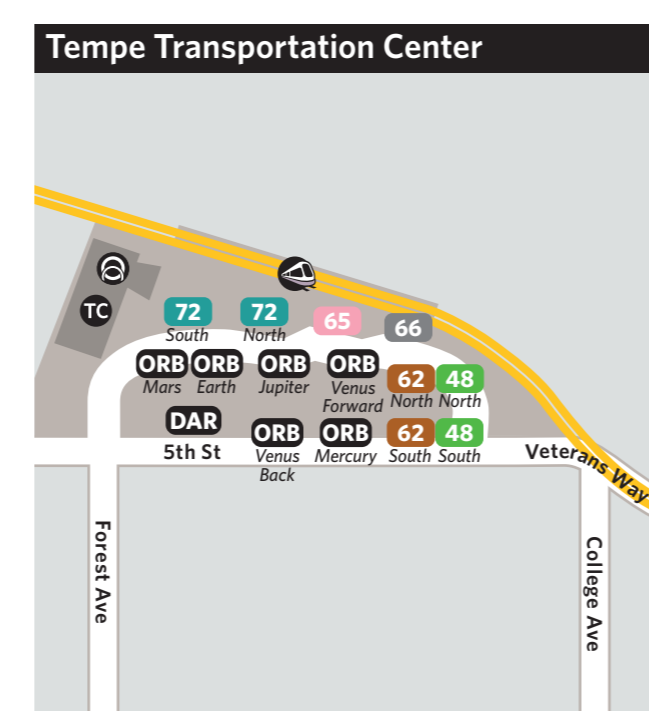 Tempe Transportation Center
TC
72
South
72
North
65
66
ORB
Mars
ORB
Earth
ORB
Jupiter
ORB
Venus
Forward
62
North
48
North
DAR
5th St
ORB
Venus
Back
ORB
Mercury
62
South
48
South
Veterans Way
Forest Ave
College Ave